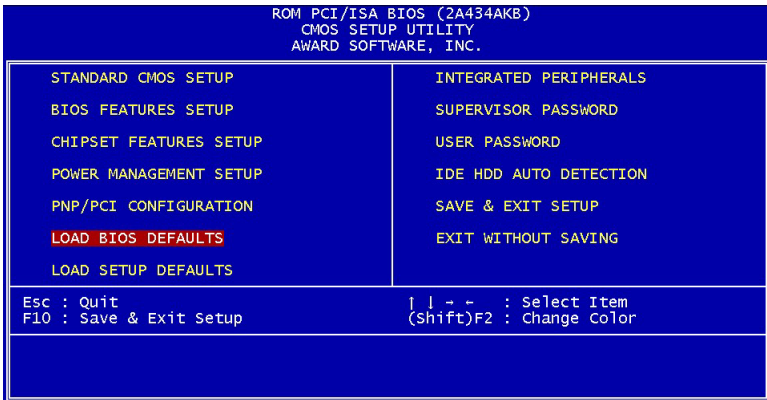 ROM PCI/ISA BIOS (2A434AKB)
CMOS SETUP UTILITY
AWARD SOFTWARE, INC.
STANDARD CMOS SETUP
BIOS FEATURES SETUP
CHIPSET FEATURES SETUP
POWER MANAGEMENT SETUP
PNP/PCI CONFIGURATION
LOAD BIOS DEFAULTS
LOAD SETUP DEFAULTS
INTEGRATED PERIPHERALS
SUPERVISOR PASSWORD
USER PASSWORD
IDE HDD AUTO DETECTION
SAVE & EXIT SETUP
EXIT WITHOUT SAVING
Esc : Quit
F10 : Save & Exit Setup
↑ ↓ → ← : Select Item
(Shift)F2 : Change Color